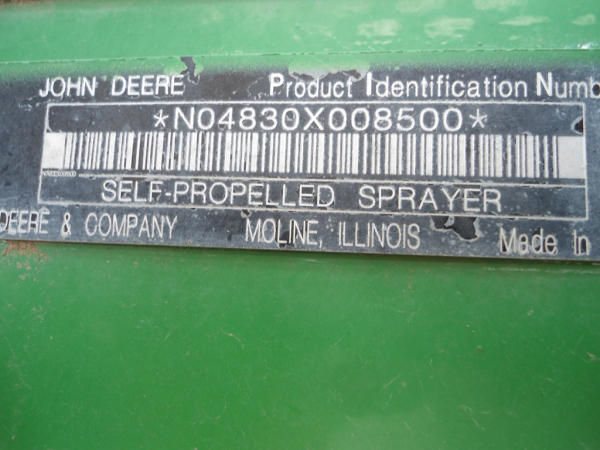 JOHN DEERE Product Identification Numb
*N04830X008500*
SELF-PROPELLED SPRAYER
DEERE & COMPANY MOLINE, ILLINOIS Made In